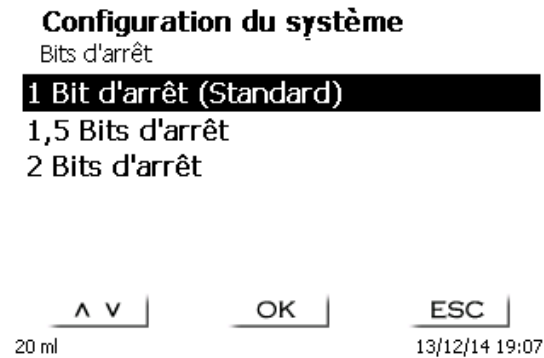 Configuration du système
Bits d'arrêt
1 Bit d'arrêt (Standard)
1,5 Bits d'arrêt
2 Bits d'arrêt
∧ ∨ OK ESC
20 ml 13/12/14 19:07